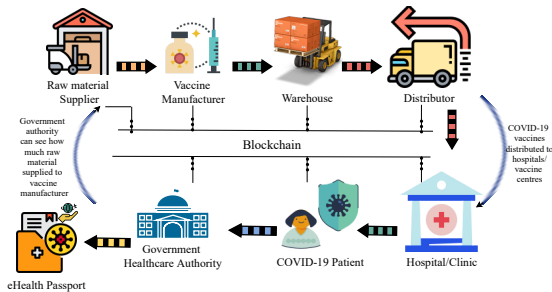 Raw material
Supplier
Vaccine
Manufacturer
Warehouse
Distributor
Government
authority
can see how
much raw
material
supplied to
vaccine
manufacturer
Blockchain
COVID-19
vaccines
distributed to
hospitals/
vaccine
centres
eHealth Passport
Government
Healthcare Authority
COVID-19 Patient
Hospital/Clinic